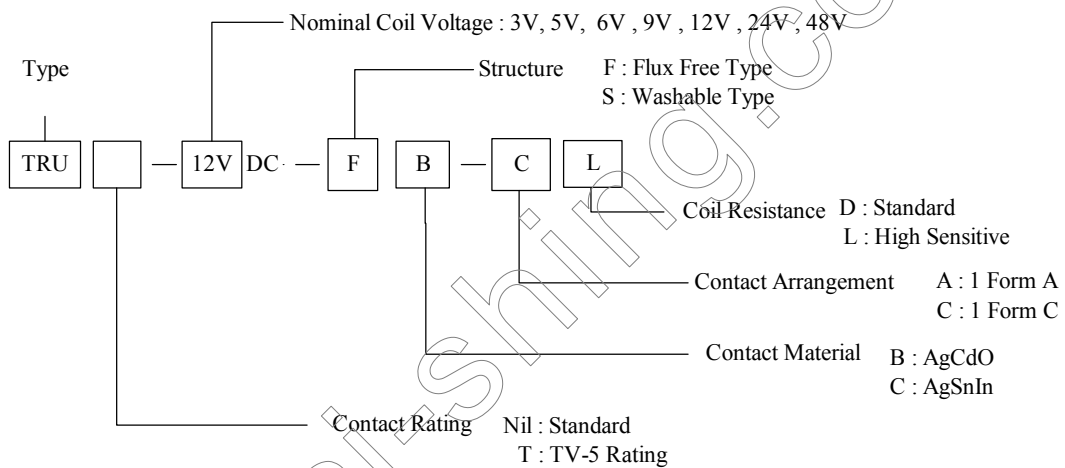 Nominal Coil Voltage : 3V, 5V, 6V , 9V , 12V , 24V , 48V
Type
Structure F : Flux Free Type
S : Washable Type
TRU — 12V DC — F B — C L
Coil Resistance D : Standard
L : High Sensitive
Contact Arrangement A : 1 Form A
C : 1 Form C
Contact Material B : AgCdO
C : AgSnIn
Contact Rating Nil : Standard
T : TV-5 Rating